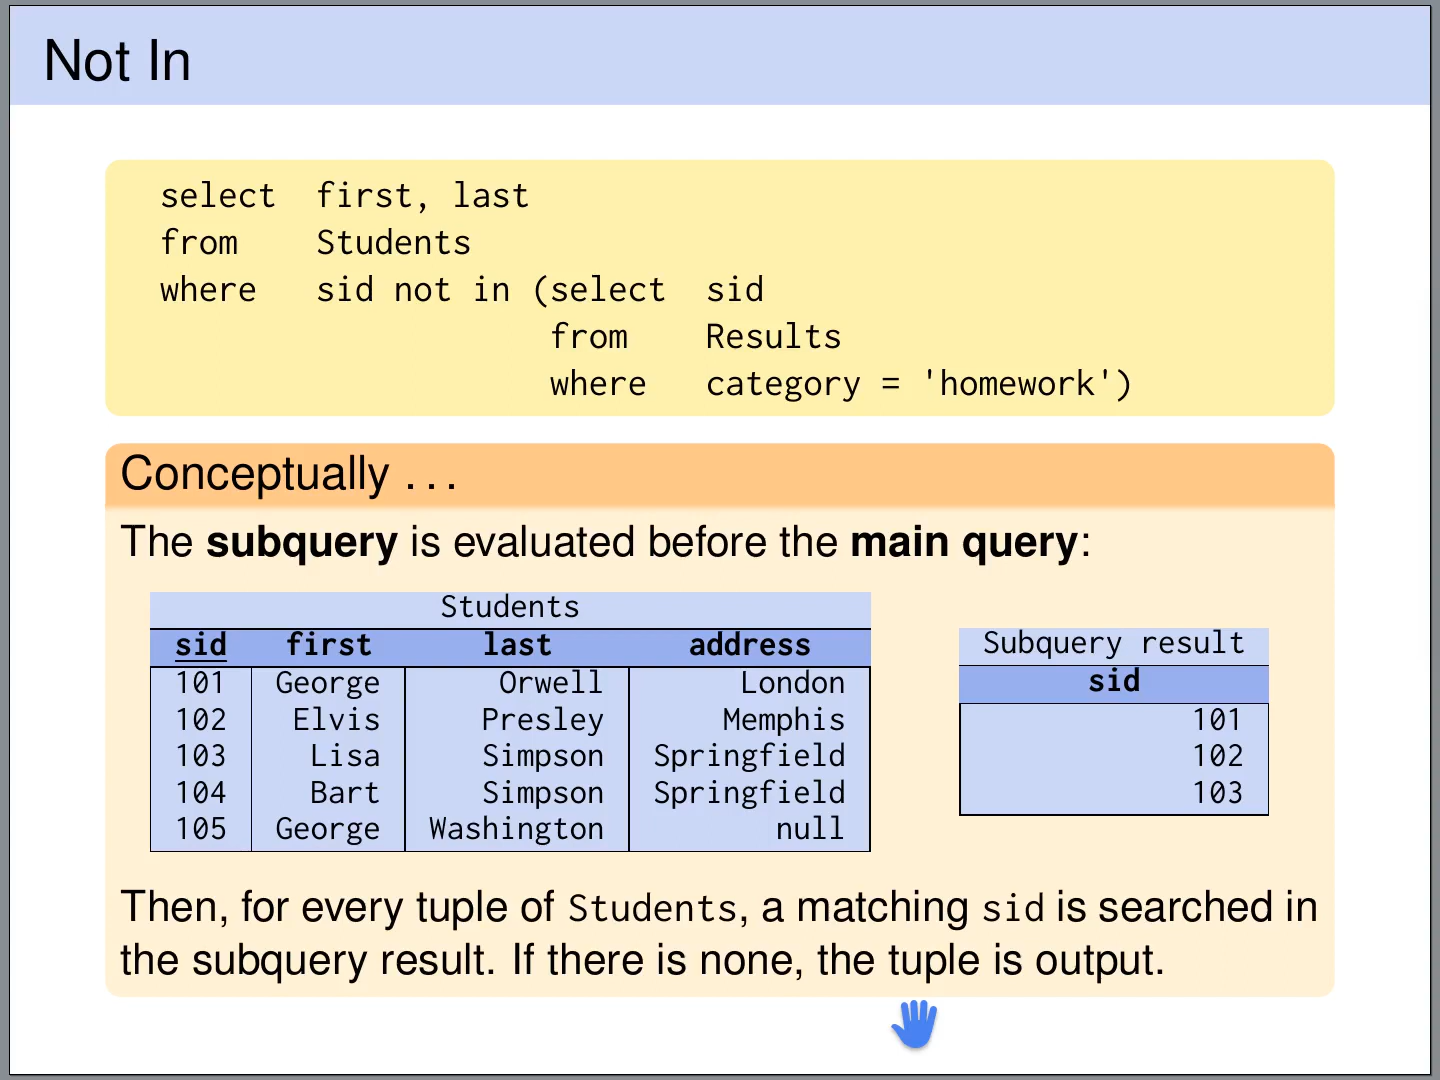 Not In
select first, last
from Students
where sid not in (select sid
from Results
where category = 'homework')
Conceptually ...
The subquery is evaluated before the main query:
Students
sid first last address
101 George Orwell London
102 Elvis Presley Memphis
103 Lisa Simpson Springfield
104 Bart Simpson Springfield
105 George Washington null
Subquery result
sid
101
102
103
Then, for every tuple of Students, a matching sid is searched in
the subquery result. If there is none, the tuple is output.